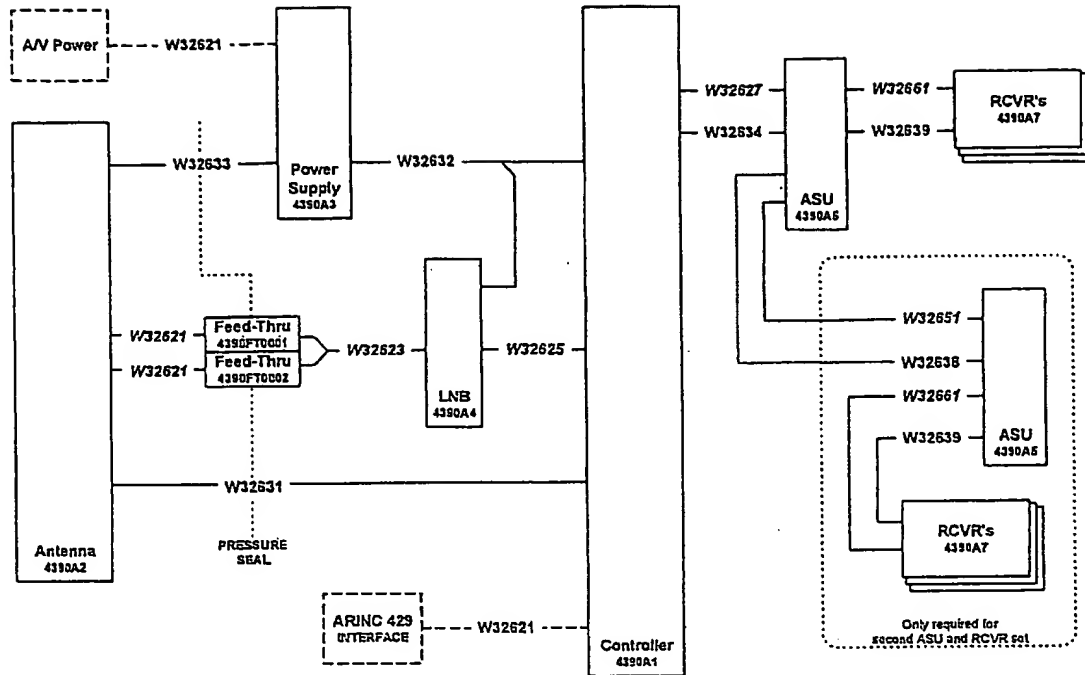 A/V Power
W32621
W32633
Power
Supply
4390A3
W32632
W32621
Feed-Thru
4390FT0001
W32621
Feed-Thru
4390FT0002
W32623
LNB
4390A4
W32625
W32631
PRESSURE
SEAL
Antenna
4390A2
ARINC 429
INTERFACE
W32621
Controller
4390A1
W32627
W32634
ASU
4390A5
W32661
W32639
RCVR's
4390A7
W32651
W32638
W32661
W32639
ASU
4390A5
RCVR's
4390A7
Only required for
second ASU and RCVR set